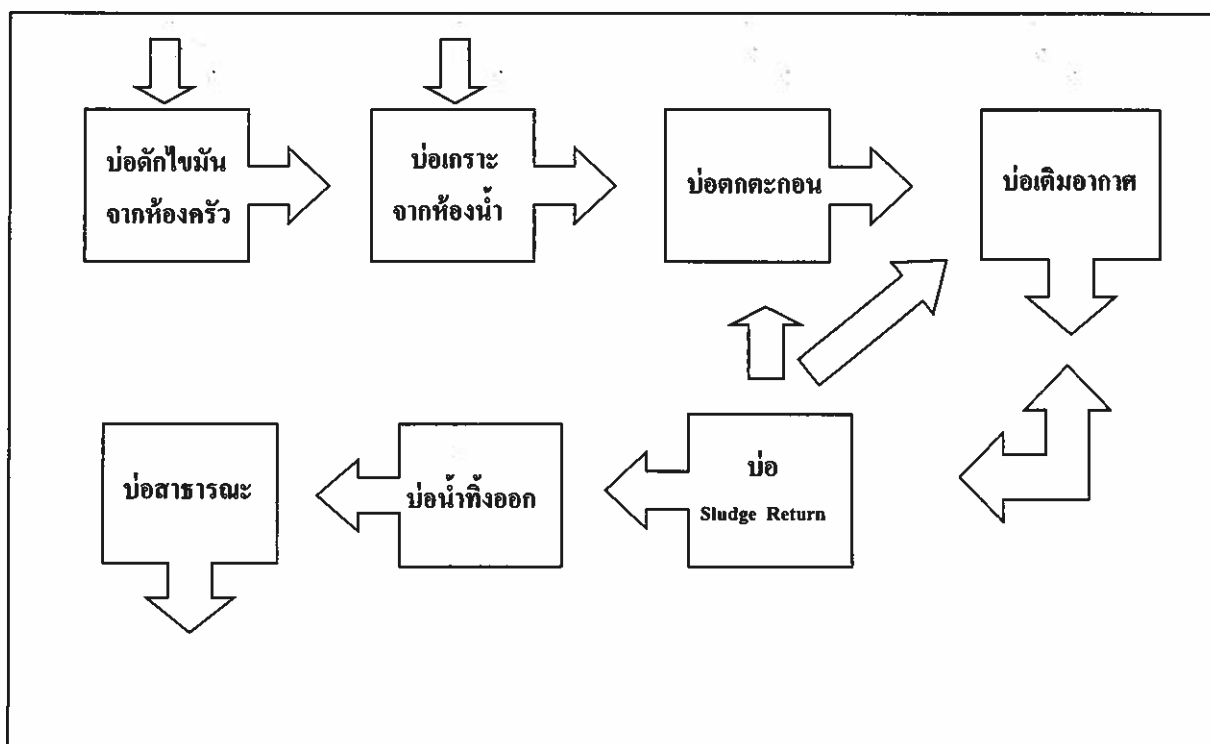 บ่อดักไขมัน
จากห้องครัว
บ่อเกราะ
จากห้องน้ำ
บ่อตกตะกอน
บ่อเติมอากาศ
บ่อสาธารณะ
บ่อน้ำทิ้งออก
บ่อ
Sludge Return